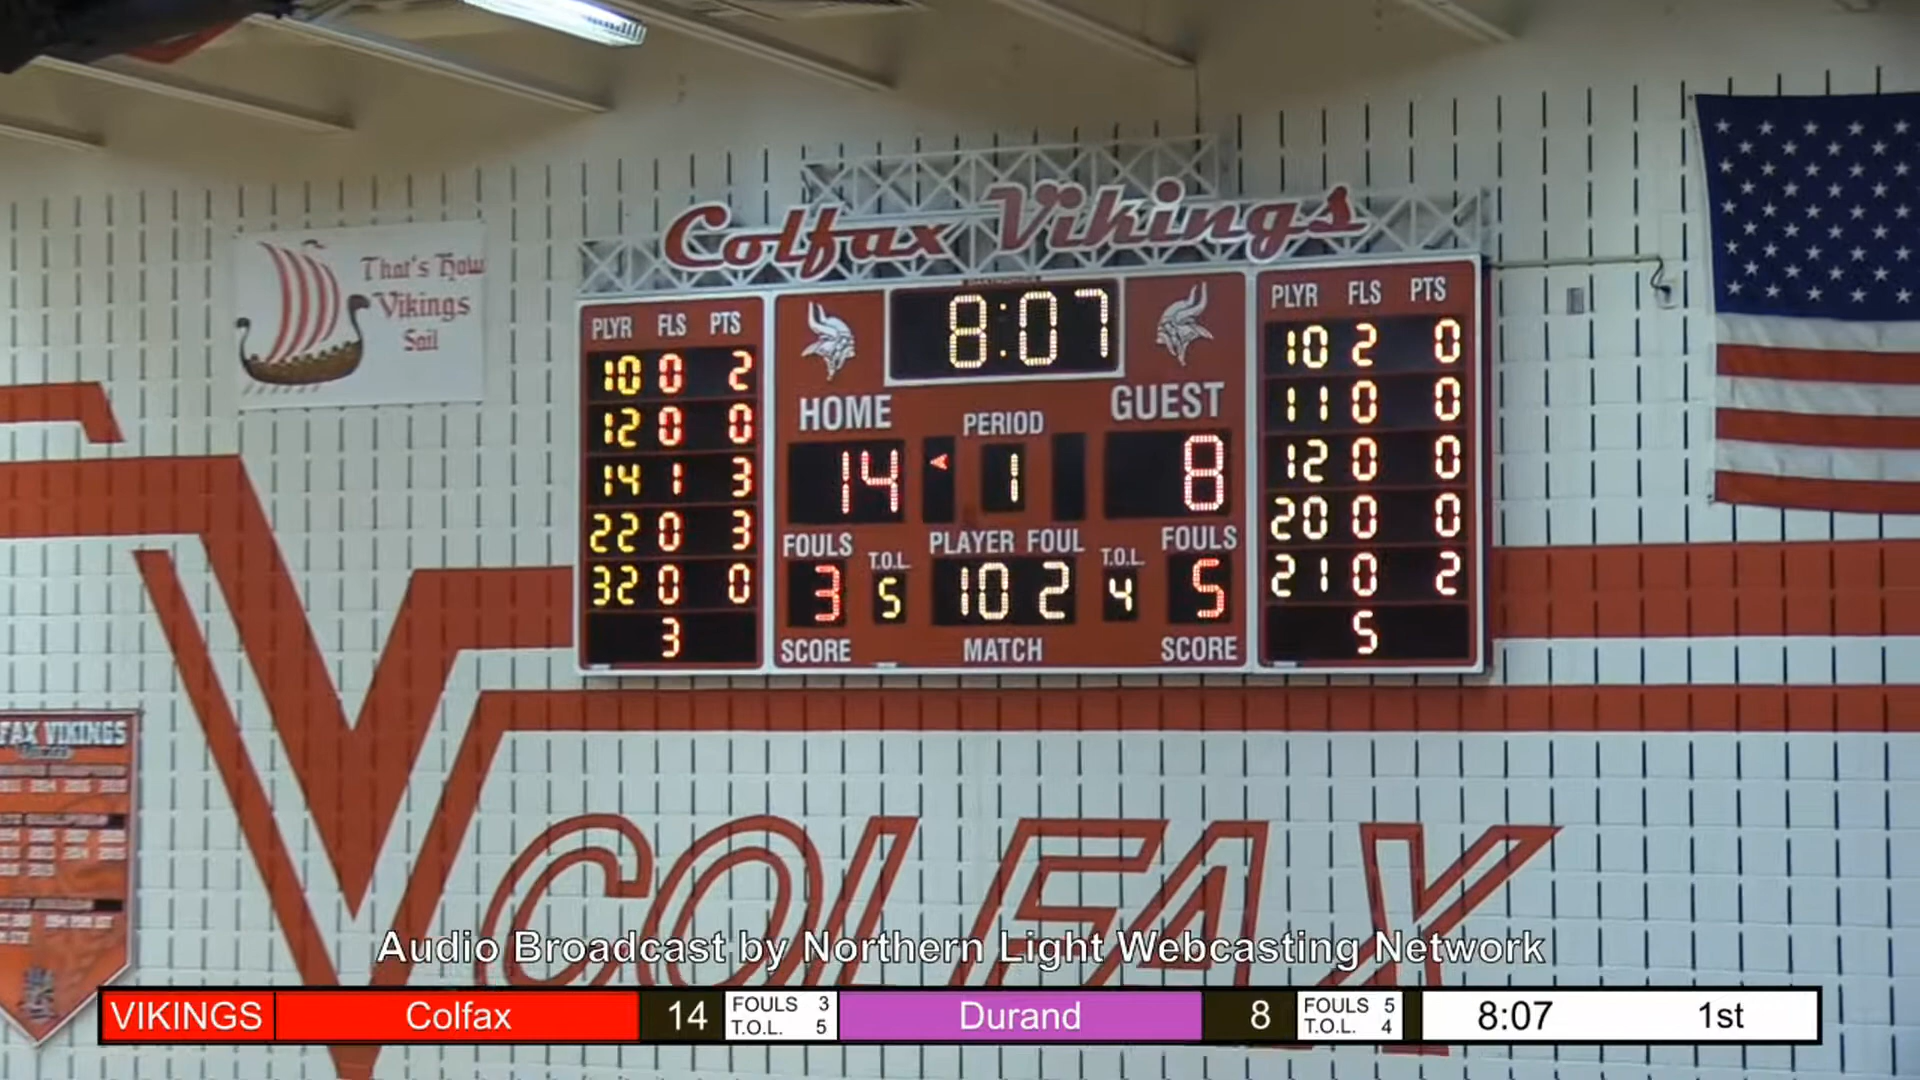 Colfax Vikings
That's How
Vikings
Sail
PLYR FLS PTS
10 0 2
12 0 0
14 1 3
22 0 3
32 0 0
3
8:07
HOME
PERIOD
GUEST
14
1
8
FOULS
T.O.L.
PLAYER FOUL
T.O.L.
FOULS
3
5
10 2
4
5
SCORE
MATCH
SCORE
PLYR FLS PTS
10 2 0
11 0 0
12 0 0
20 0 0
21 0 2
5
FAX VIKINGS
COLFAX
Audio Broadcast by Northern Light Webcasting Network
VIKINGS Colfax 14 FOULS 3
T.O.L. 5
Durand 8 FOULS 5
T.O.L. 4
8:07 1st